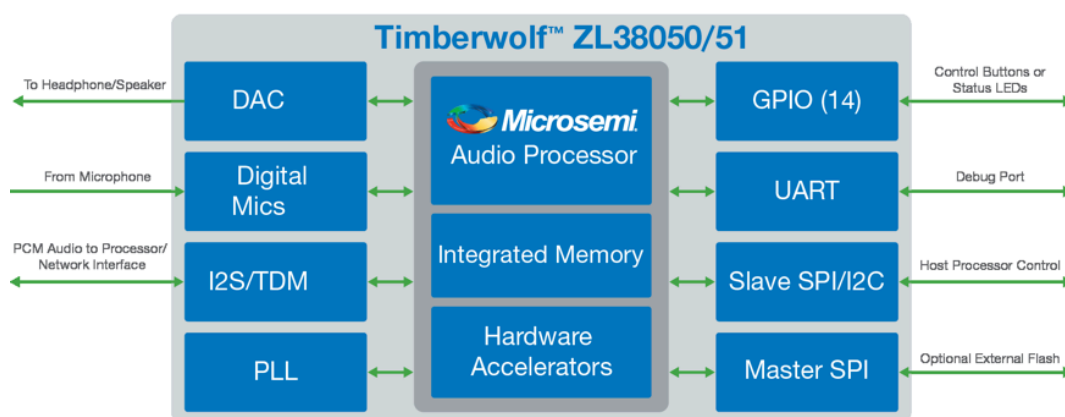 Timberwolf™ ZL38050/51
To Headphone/Speaker
DAC
Microsemi.
Audio Processor
GPIO (14)
Control Buttons or
Status LEDs
From Microphone
Digital
Mics
UART
Debug Port
PCM Audio to Processor/
Network Interface
I2S/TDM
Integrated Memory
Slave SPI/I2C
Host Processor Control
PLL
Hardware
Accelerators
Master SPI
Optional External Flash